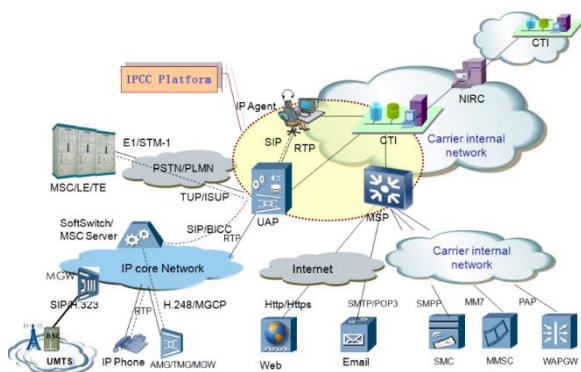 CTI
IPCC Platform
NIRC
IP Agent
E1/STM-1
SIP
RTP
CTI
Carrier internal
network
PSTN/PLMN
MSC/LE/TE
TUP/ISUP
UAP
MSP
SoftSwitch/
MSC Server
SIP/BICC
RTP
IP core Network
Internet
Carrier internal
network
MGW
SIP/H.323
RTP
H.248/MGCP
Http/Https
SMTP/POP3
SMPP
MM7
PAP
BSC
UMTS
IP Phone
AMG/TMG/MGW
Web
Email
SMC
MMSC
WAPGW